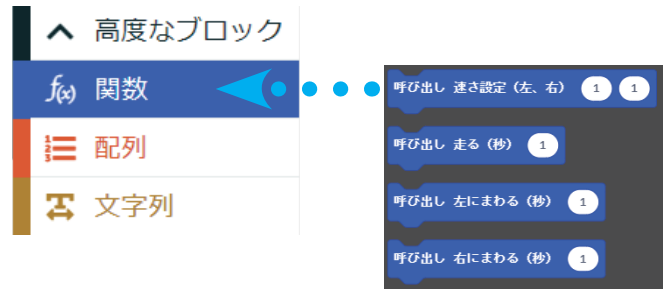 高度なブロック
f(x) 関数
配列
文字列
呼び出し 速さ設定（左、右） 1 1
呼び出し 走る（秒） 1
呼び出し 左にまわる（秒） 1
呼び出し 右にまわる（秒） 1